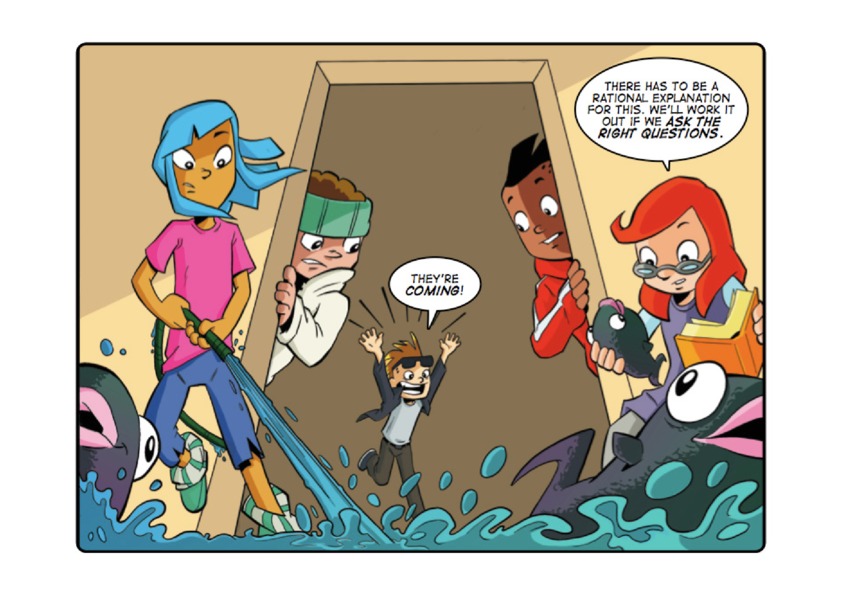 THERE HAS TO BE A
RATIONAL EXPLANATION
FOR THIS. WE'LL WORK IT
OUT IF WE ASK THE
RIGHT QUESTIONS.
THEY'RE
COMING!